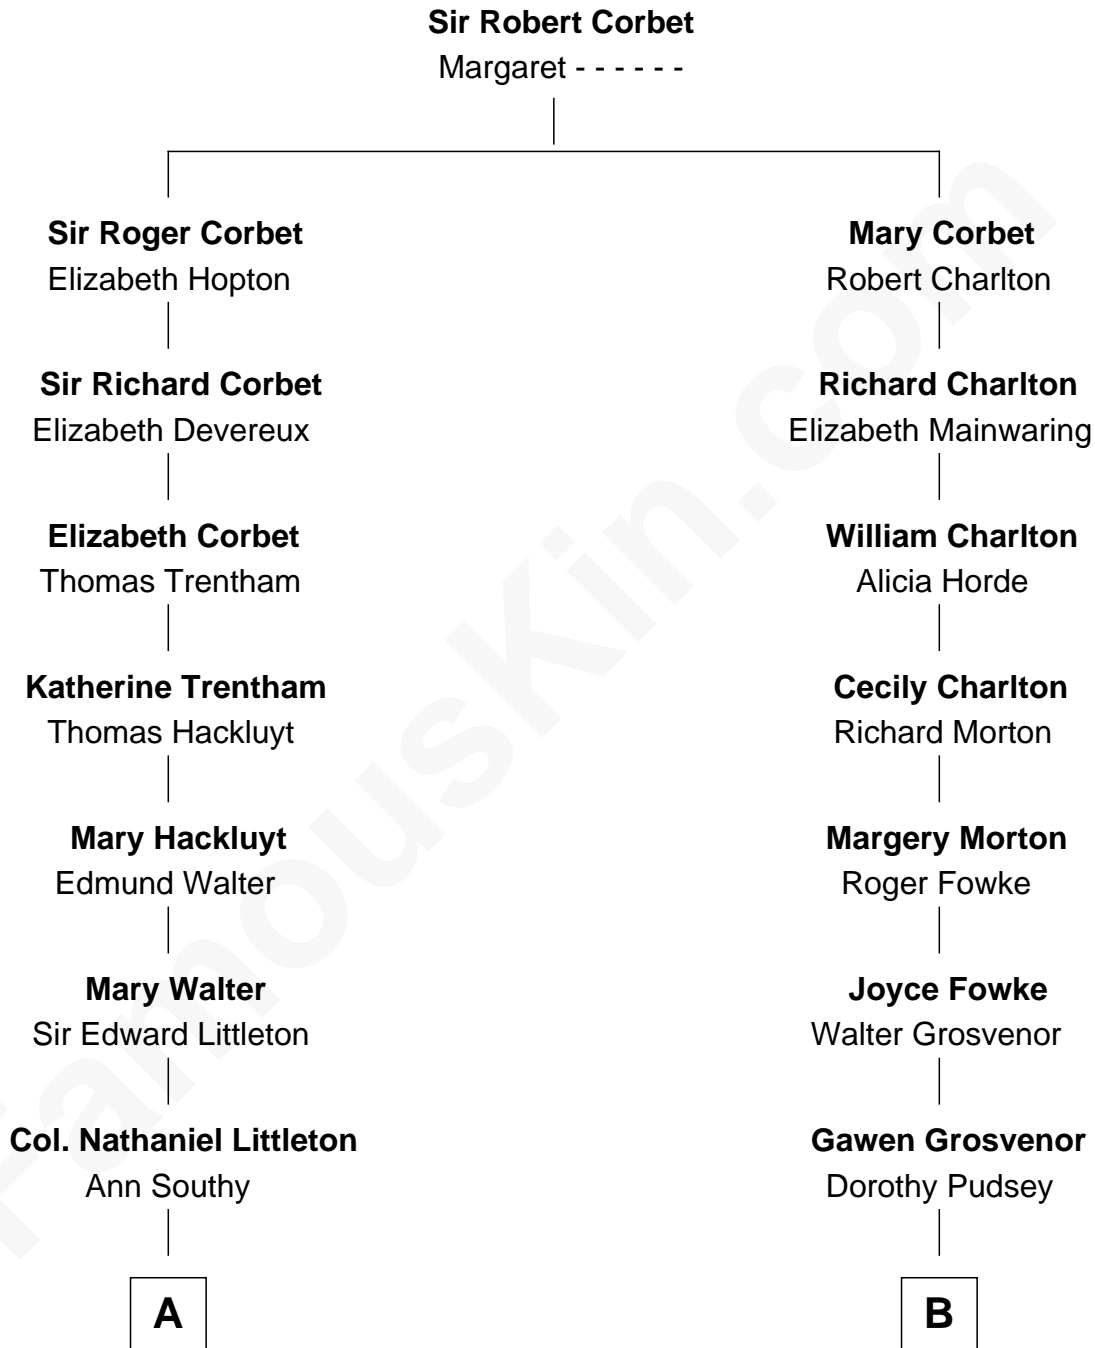 Sir Robert Corbet
Margaret - - - - - -
Sir Roger Corbet
Elizabeth Hopton
Mary Corbet
Robert Charlton
Sir Richard Corbet
Elizabeth Devereux
Richard Charlton
Elizabeth Mainwaring
Elizabeth Corbet
Thomas Trentham
William Charlton
Alicia Horde
Katherine Trentham
Thomas Hackluyt
Cecily Charlton
Richard Morton
Mary Hackluyt
Edmund Walter
Margery Morton
Roger Fowke
Mary Walter
Sir Edward Littleton
Joyce Fowke
Walter Grosvenor
Col. Nathaniel Littleton
Ann Southy
Gawen Grosvenor
Dorothy Pudsey
A
B
FamousKin.com